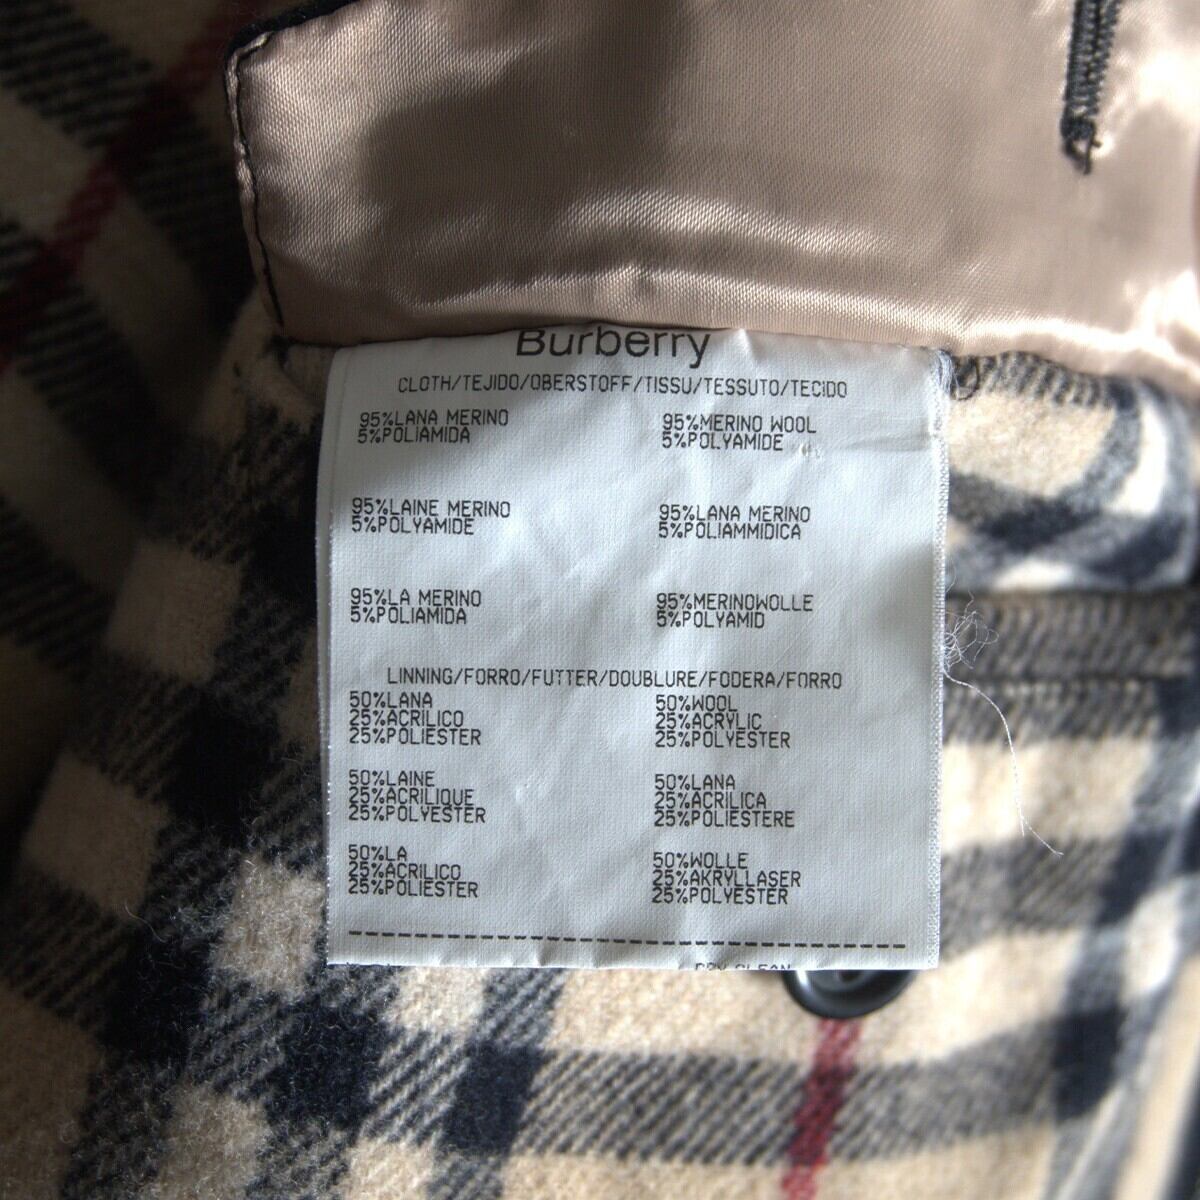 Burberry
CLOTH/TEJIDO/OBERSTOFF/TISSU/TESSUTO/TECIDO
95%LANA MERINO
5%POLIAMIDA
95%MERINO WOOL
5%POLYAMIDE
95%LAINE MERINO
5%POLYAMIDE
95%LANA MERINO
5%POLIAMMIDICA
95%LA MERINO
5%POLIAMIDA
95%MERINOWOLLE
5%POLYAMID
LINNING/FORRO/FUTTER/DOUBLURE/FODERA/FORRO
50%LANA
25%ACRILICO
25%POLIESTER
50%WOOL
25%ACRYLIC
25%POLYESTER
50%LAINE
25%ACRILIQUE
25%POLYESTER
50%LANA
25%ACRILICA
25%POLIESTERE
50%LA
25%ACRILICO
25%POLIESTER
50%WOLLE
25%AKRYLLASER
25%POLYESTER
DRY CLEAN